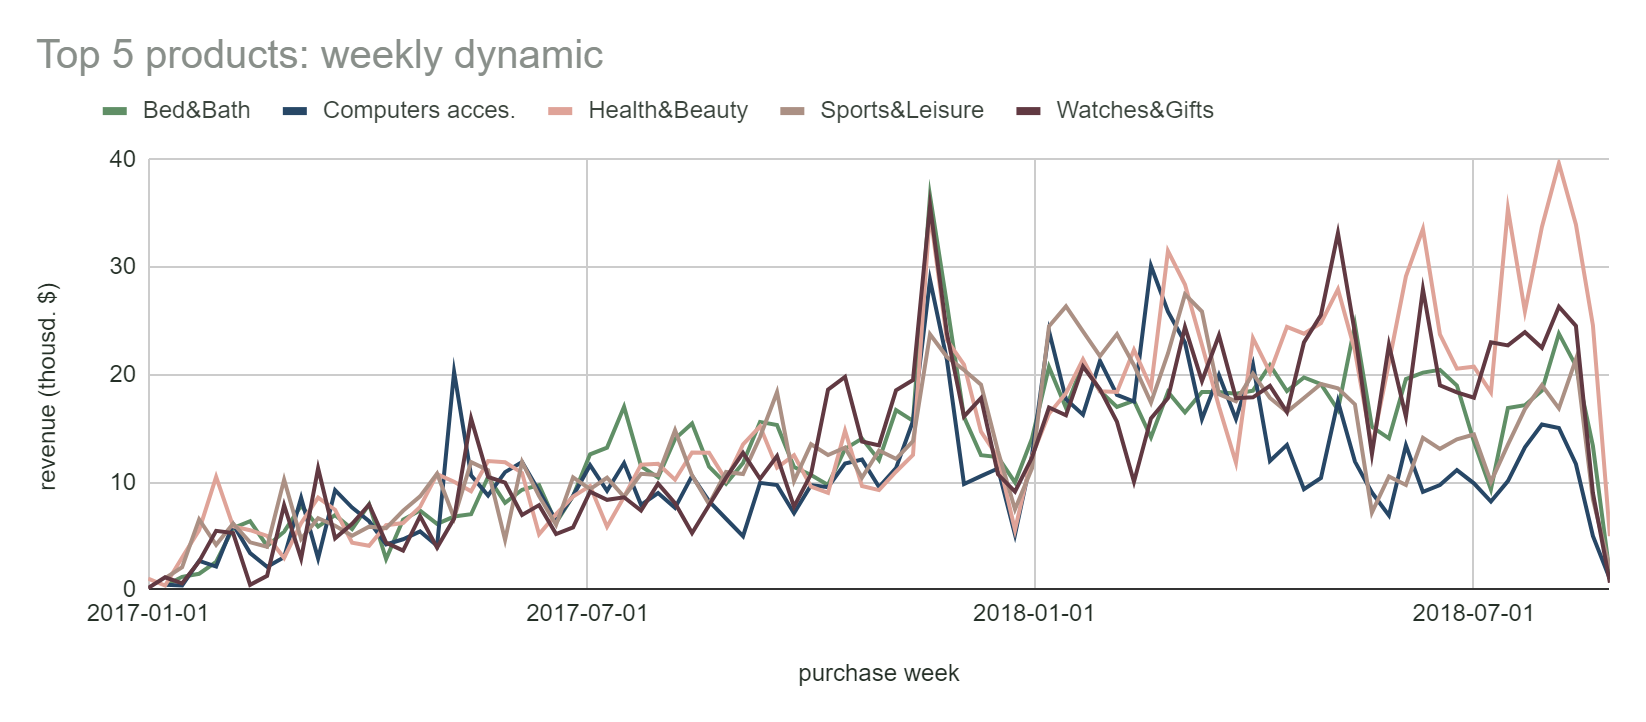 Top 5 products: weekly dynamic
Bed&Bath Computers acces. Health&Beauty Sports&Leisure Watches&Gifts
40
30
20
10
0
revenue (thousd. $)
2017-01-01 2017-07-01 2018-01-01 2018-07-01
purchase week